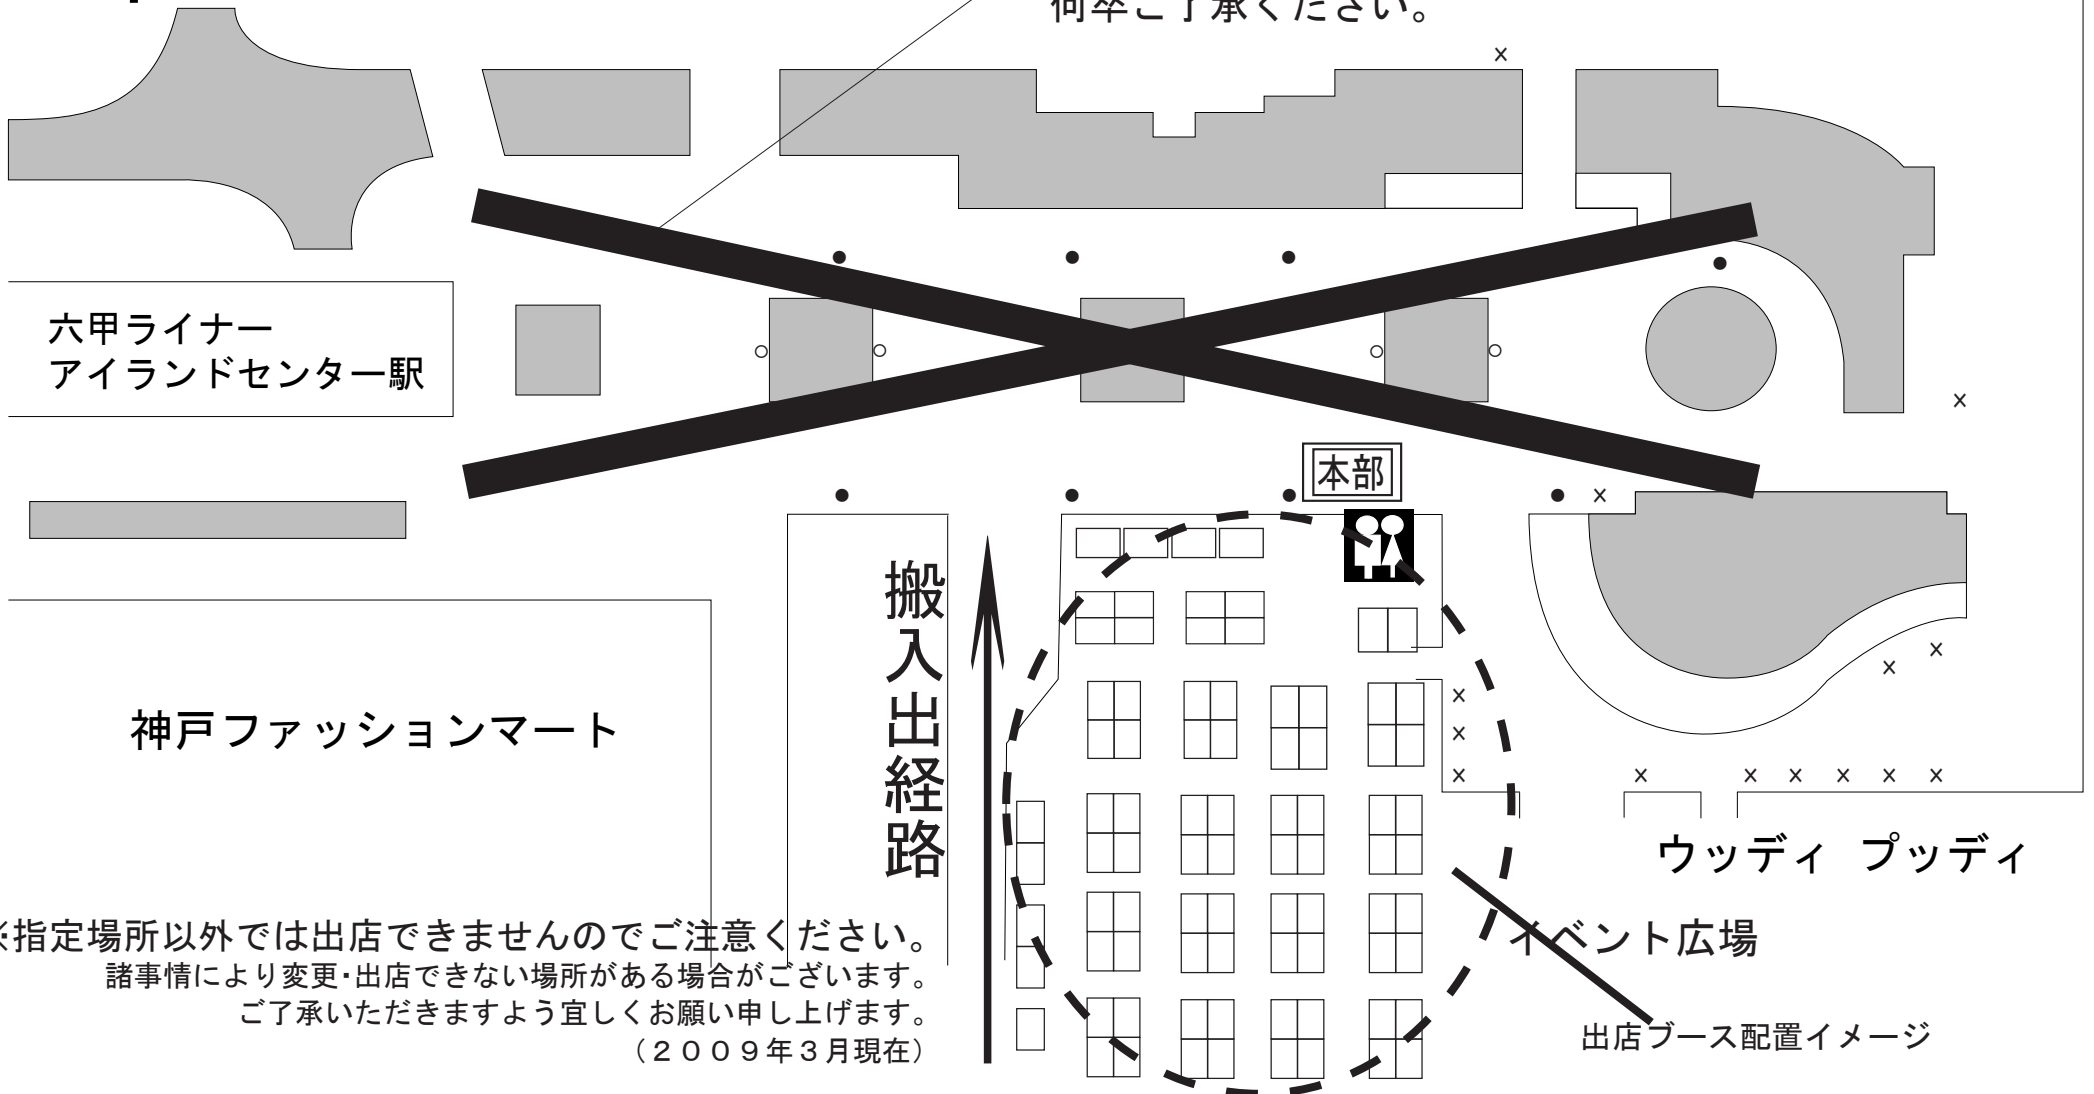 何卒ご了承ください。
六甲ライナー
アイランドセンター駅
本部
搬入出経路
神戸ファッションマート
ウッディ プッディ
※指定場所以外では出店できませんのでご注意ください。
諸事情により変更・出店できない場所がある場合がございます。
ご了承いただきますよう宜しくお願い申し上げます。
（２００９年３月現在）
イベント広場
出店ブース配置イメージ